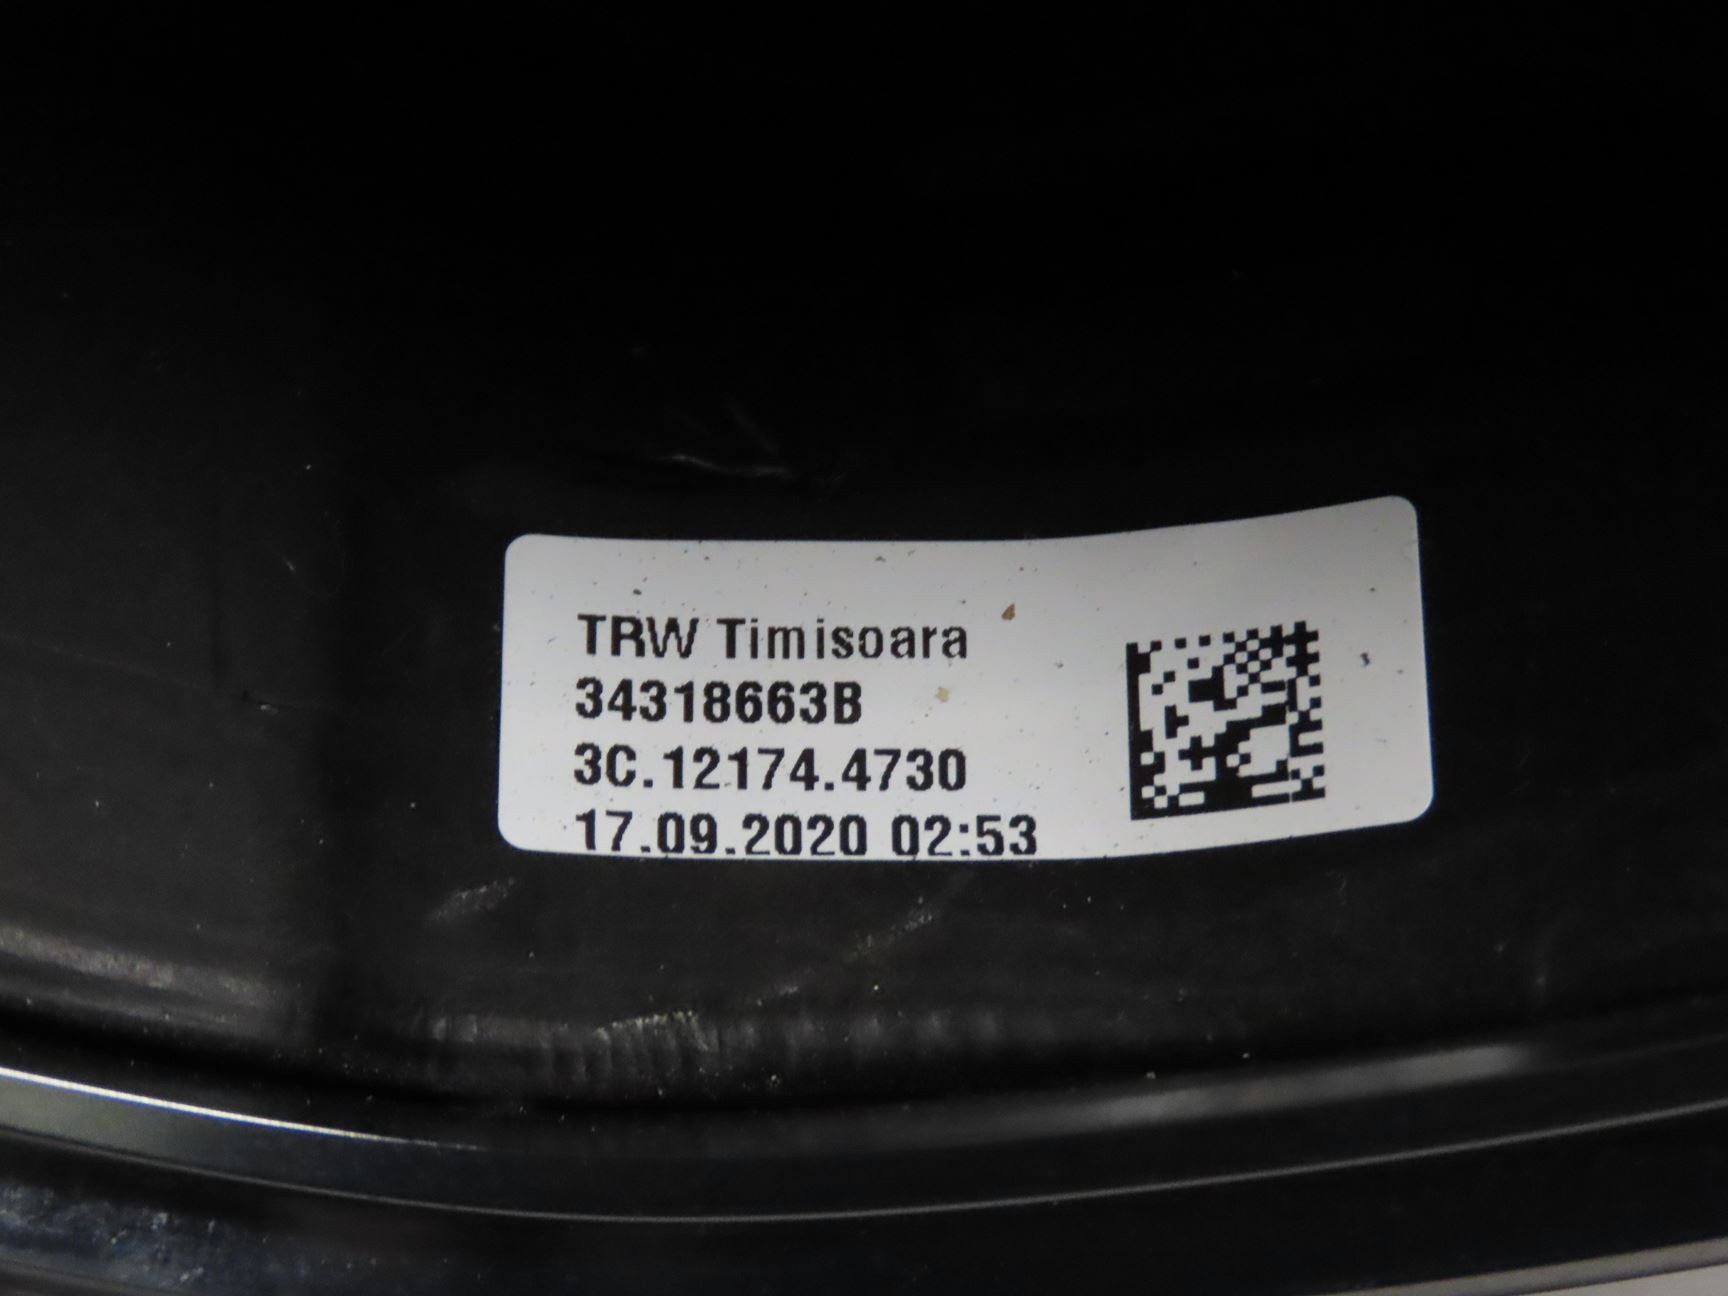 TRW Timisoara
34318663B
3C.12174.4730
17.09.2020 02:53